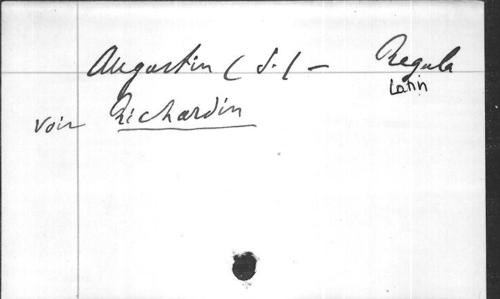 Augustin (S.) - Regula
Latin
voir Richardin